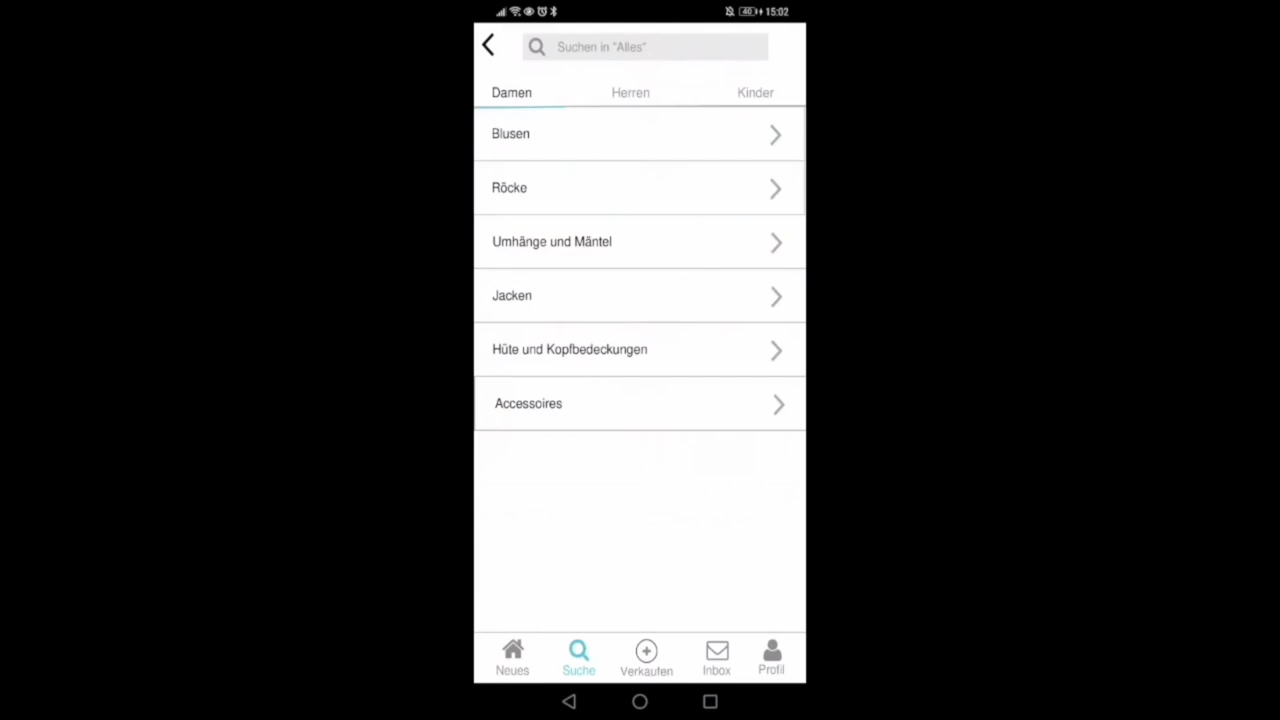 40 15:02
Suchen in "Alles"
Damen Herren Kinder
Blusen
Röcke
Umhänge und Mäntel
Jacken
Hüte und Kopfbedeckungen
Accessoires
Neues Suche Verkaufen Inbox Profil